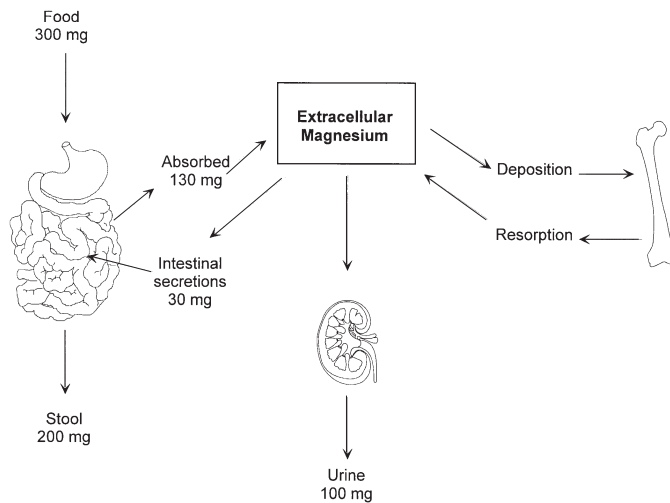 Food
300 mg
Extracellular
Magnesium
Absorbed
130 mg
Deposition
Resorption
Intestinal
secretions
30 mg
Stool
200 mg
Urine
100 mg